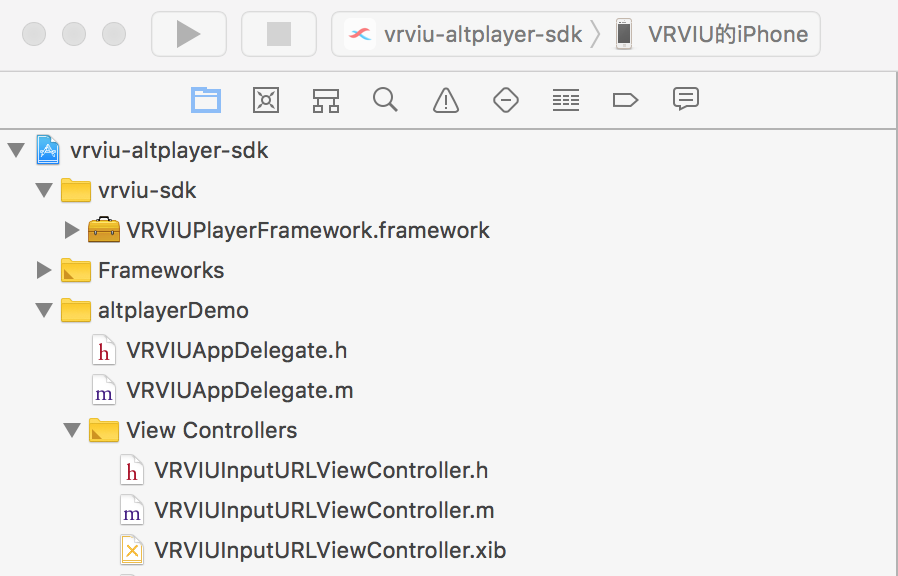 vrviu-altplayer-sdk VRVIU的iPhone
vrviu-altplayer-sdk
vrviu-sdk
VRVIUPlayerFramework.framework
Frameworks
altplayerDemo
h VRVIUAppDelegate.h
m VRVIUAppDelegate.m
View Controllers
h VRVIUInputURLViewController.h
m VRVIUInputURLViewController.m
VRVIUInputURLViewController.xib